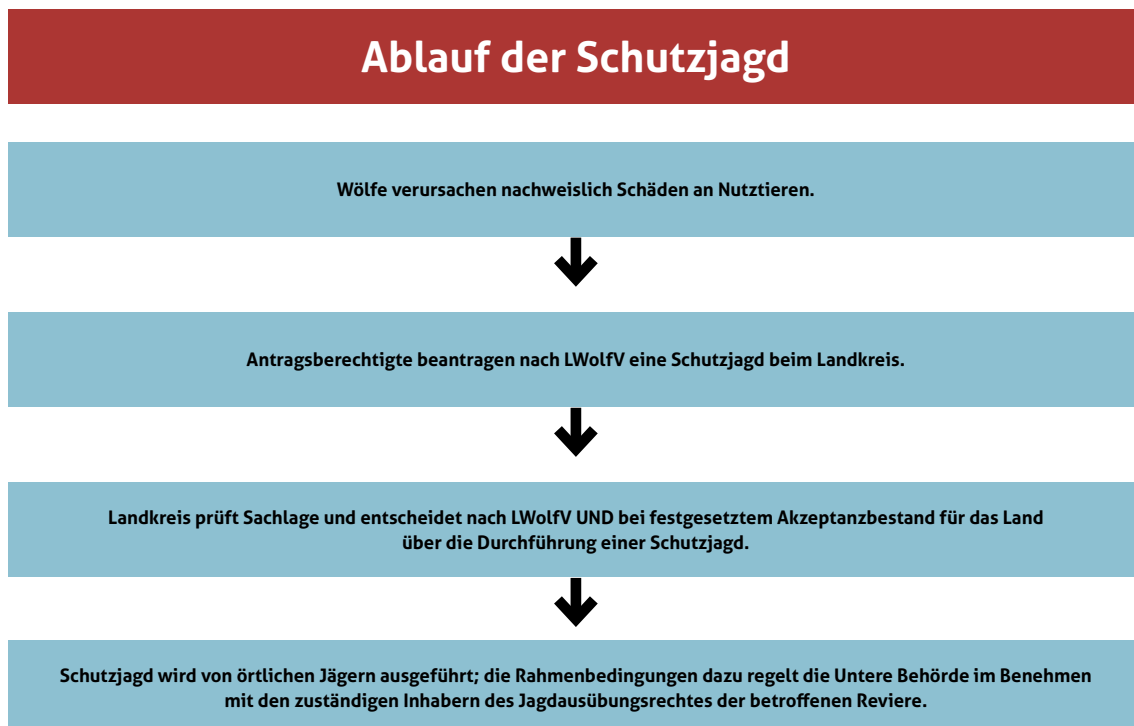 Ablauf der Schutzjagd
Wölfe verursachen nachweislich Schäden an Nutztieren.
Antragsberechtigte beantragen nach LWolfV eine Schutzjagd beim Landkreis.
Landkreis prüft Sachlage und entscheidet nach LWolfV UND bei festgesetztem Akzeptanzbestand für das Land
über die Durchführung einer Schutzjagd.
Schutzjagd wird von örtlichen Jägern ausgeführt; die Rahmenbedingungen dazu regelt die Untere Behörde im Benehmen
mit den zuständigen Inhabern des Jagdausübungsrechtes der betroffenen Reviere.